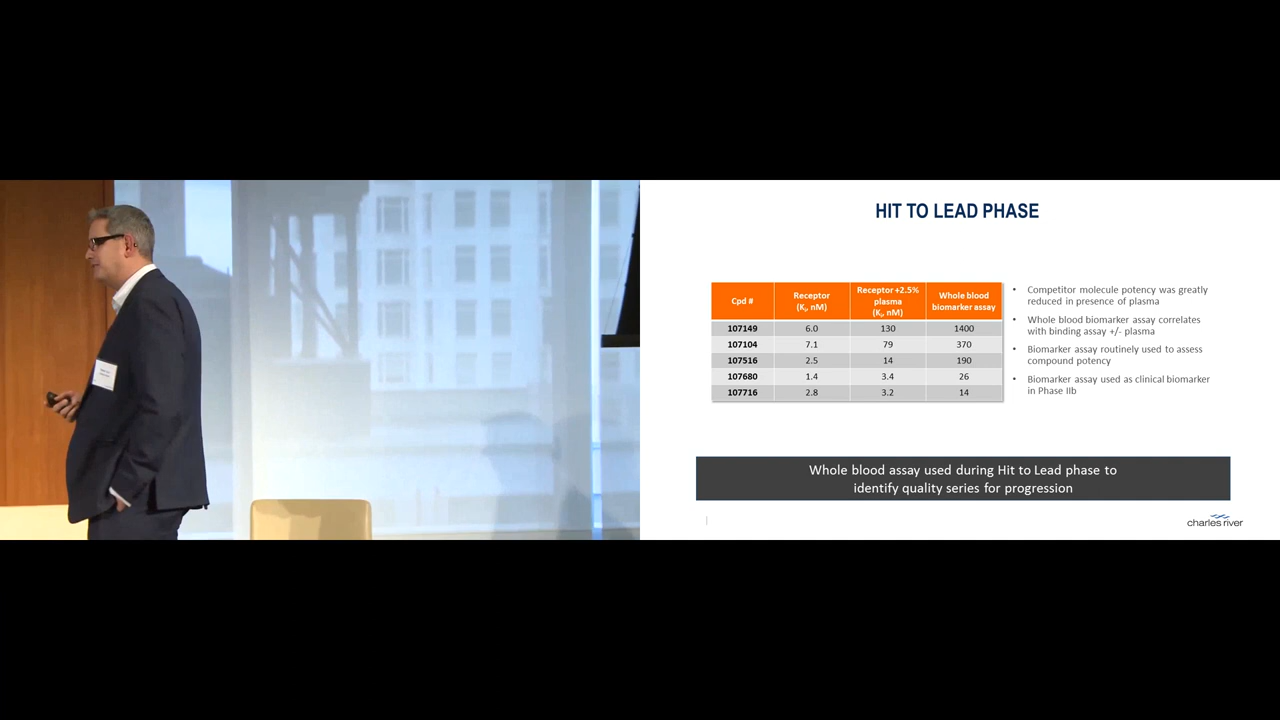 HIT TO LEAD PHASE
Cpd #
Receptor
(Kᵢ, nM)
Receptor +2.5%
plasma
(Kᵢ, nM)
Whole blood
biomarker assay
107149 6.0 130 1400
107104 7.1 79 370
107516 2.5 14 190
107680 1.4 3.4 26
107716 2.8 3.2 14
• Competitor molecule potency was greatly
reduced in presence of plasma
• Whole blood biomarker assay correlates
with binding assay +/- plasma
• Biomarker assay routinely used to assess
compound potency
• Biomarker assay used as clinical biomarker
in Phase IIb
Whole blood assay used during Hit to Lead phase to
identify quality series for progression
charles river